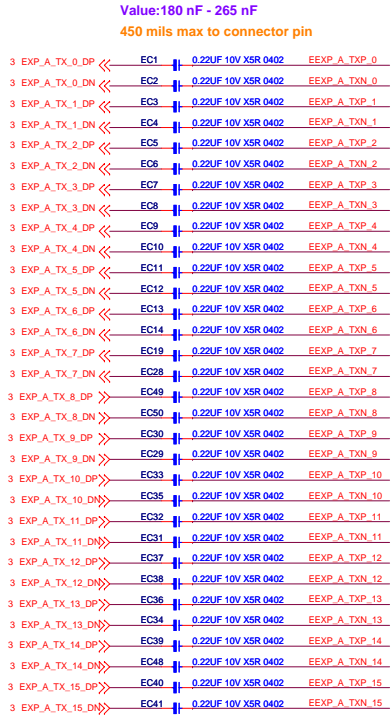 Value:180 nF - 265 nF
450 mils max to connector pin
3 EXP_A_TX_0_DP EC1 0.22UF 10V X5R 0402 EEXP_A_TXP_0
3 EXP_A_TX_0_DN EC2 0.22UF 10V X5R 0402 EEXP_A_TXN_0
3 EXP_A_TX_1_DP EC3 0.22UF 10V X5R 0402 EEXP_A_TXP_1
3 EXP_A_TX_1_DN EC4 0.22UF 10V X5R 0402 EEXP_A_TXN_1
3 EXP_A_TX_2_DP EC5 0.22UF 10V X5R 0402 EEXP_A_TXP_2
3 EXP_A_TX_2_DN EC6 0.22UF 10V X5R 0402 EEXP_A_TXN_2
3 EXP_A_TX_3_DP EC7 0.22UF 10V X5R 0402 EEXP_A_TXP_3
3 EXP_A_TX_3_DN EC8 0.22UF 10V X5R 0402 EEXP_A_TXN_3
3 EXP_A_TX_4_DP EC9 0.22UF 10V X5R 0402 EEXP_A_TXP_4
3 EXP_A_TX_4_DN EC10 0.22UF 10V X5R 0402 EEXP_A_TXN_4
3 EXP_A_TX_5_DP EC11 0.22UF 10V X5R 0402 EEXP_A_TXP_5
3 EXP_A_TX_5_DN EC12 0.22UF 10V X5R 0402 EEXP_A_TXN_5
3 EXP_A_TX_6_DP EC13 0.22UF 10V X5R 0402 EEXP_A_TXP_6
3 EXP_A_TX_6_DN EC14 0.22UF 10V X5R 0402 EEXP_A_TXN_6
3 EXP_A_TX_7_DP EC19 0.22UF 10V X5R 0402 EEXP_A_TXP_7
3 EXP_A_TX_7_DN EC28 0.22UF 10V X5R 0402 EEXP_A_TXN_7
3 EXP_A_TX_8_DP EC49 0.22UF 10V X5R 0402 EEXP_A_TXP_8
3 EXP_A_TX_8_DN EC50 0.22UF 10V X5R 0402 EEXP_A_TXN_8
3 EXP_A_TX_9_DP EC30 0.22UF 10V X5R 0402 EEXP_A_TXP_9
3 EXP_A_TX_9_DN EC29 0.22UF 10V X5R 0402 EEXP_A_TXN_9
3 EXP_A_TX_10_DP EC33 0.22UF 10V X5R 0402 EEXP_A_TXP_10
3 EXP_A_TX_10_DN EC35 0.22UF 10V X5R 0402 EEXP_A_TXN_10
3 EXP_A_TX_11_DP EC32 0.22UF 10V X5R 0402 EEXP_A_TXP_11
3 EXP_A_TX_11_DN EC31 0.22UF 10V X5R 0402 EEXP_A_TXN_11
3 EXP_A_TX_12_DP EC37 0.22UF 10V X5R 0402 EEXP_A_TXP_12
3 EXP_A_TX_12_DN EC38 0.22UF 10V X5R 0402 EEXP_A_TXN_12
3 EXP_A_TX_13_DP EC36 0.22UF 10V X5R 0402 EEXP_A_TXP_13
3 EXP_A_TX_13_DN EC34 0.22UF 10V X5R 0402 EEXP_A_TXN_13
3 EXP_A_TX_14_DP EC39 0.22UF 10V X5R 0402 EEXP_A_TXP_14
3 EXP_A_TX_14_DN EC48 0.22UF 10V X5R 0402 EEXP_A_TXN_14
3 EXP_A_TX_15_DP EC40 0.22UF 10V X5R 0402 EEXP_A_TXP_15
3 EXP_A_TX_15_DN EC41 0.22UF 10V X5R 0402 EEXP_A_TXN_15